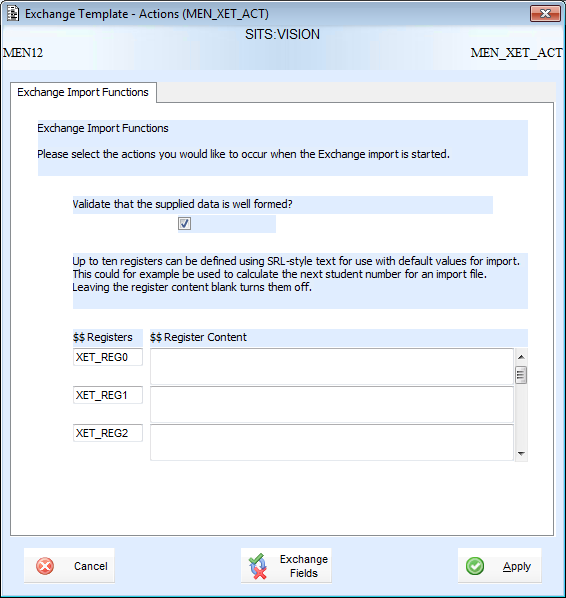 Exchange Template - Actions (MEN_XET_ACT)
SITS:VISION
MEN12
MEN_XET_ACT
Exchange Import Functions
Exchange Import Functions
Please select the actions you would like to occur when the Exchange import is started.
Validate that the supplied data is well formed?
Up to ten registers can be defined using SRL-style text for use with default values for import.
This could for example be used to calculate the next student number for an import file.
Leaving the register content blank turns them off.
$$ Registers $$ Register Content
XET_REG0
XET_REG1
XET_REG2
Cancel
Exchange
Fields
Apply